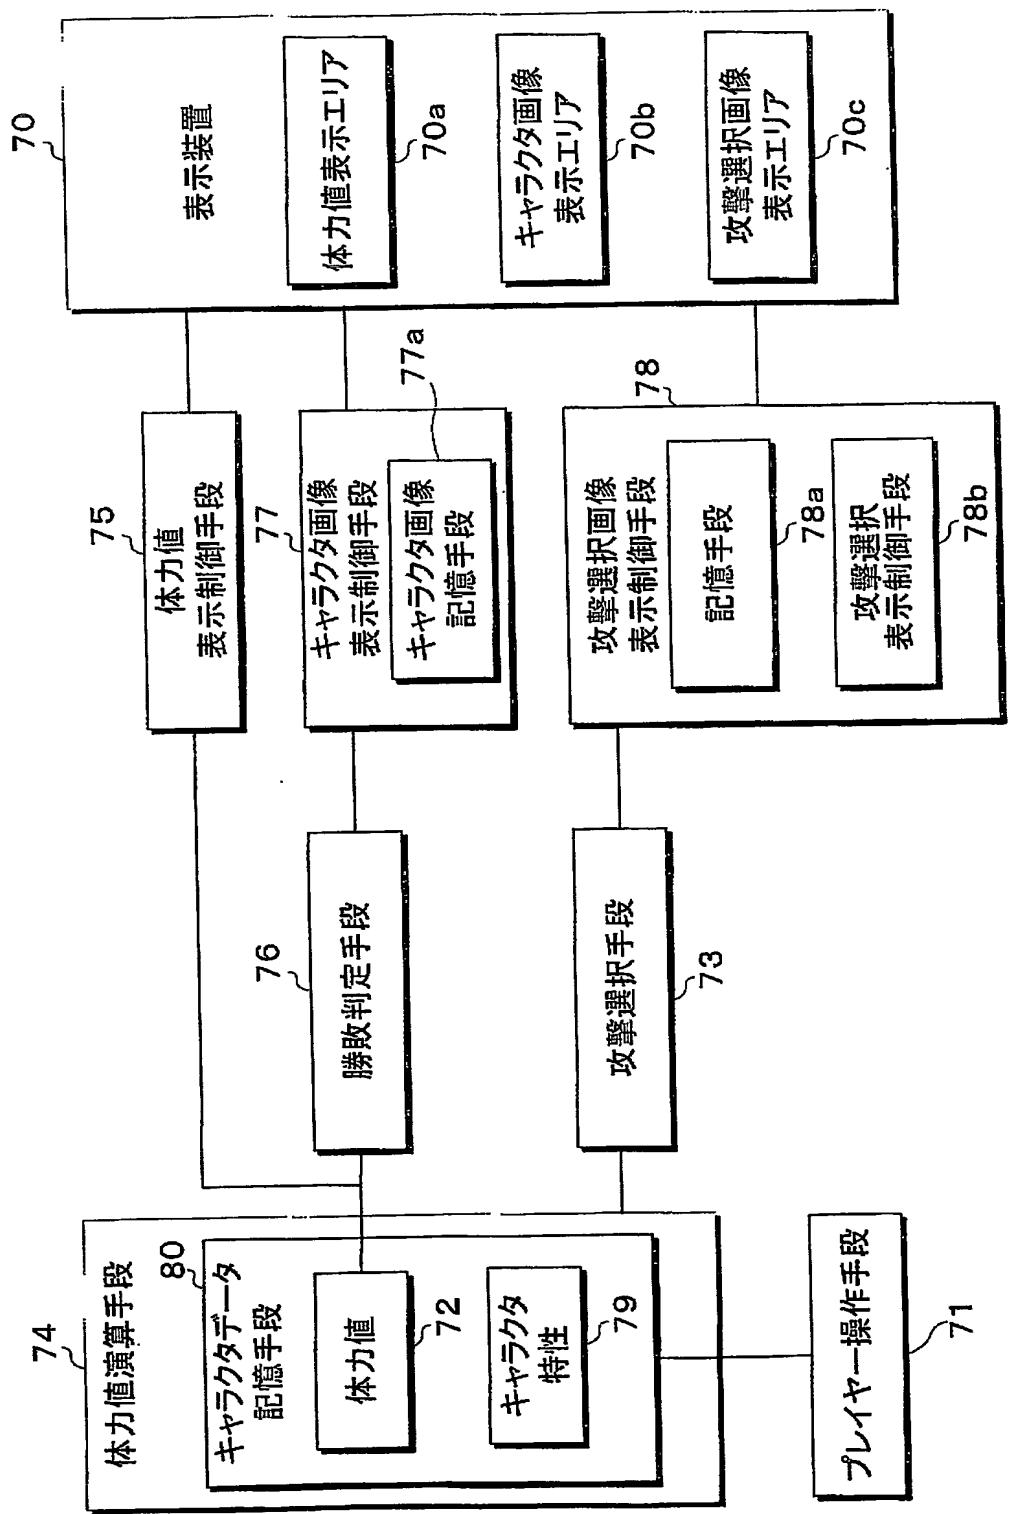 74
体力値演算手段
80
キャラクタデータ
記憶手段
体力値
72
キャラクタ
特性
79
プレイヤー操作手段
71
76
勝敗判定手段
攻撃選択手段
73
75
体力値
表示制御手段
77
キャラクタ画像
表示制御手段
77a
キャラクタ画像
記憶手段
78
攻撃選択画像
表示制御手段
記憶手段
78a
攻撃選択
表示制御手段
78b
70
表示装置
体力値表示エリア
70a
キャラクタ画像
表示エリア
70b
攻撃選択画像
表示エリア
70c